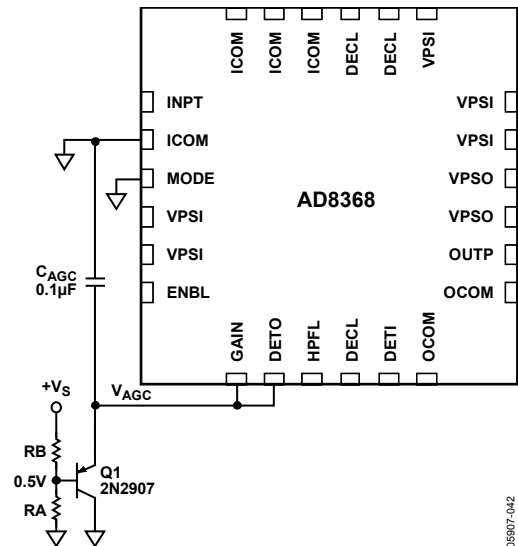 ICOM
ICOM
ICOM
DECL
DECL
VPSI
INPT
VPSI
ICOM
VPSI
MODE
VPSO
AD8368
VPSI
VPSO
VPSI
OUTP
ENBL
OCOM
CAGC
0.1µF
GAIN
DETO
HPFL
DECL
DETI
OCOM
+VS
VAGC
RB
0.5V
Q1
2N2907
RA
05907-042